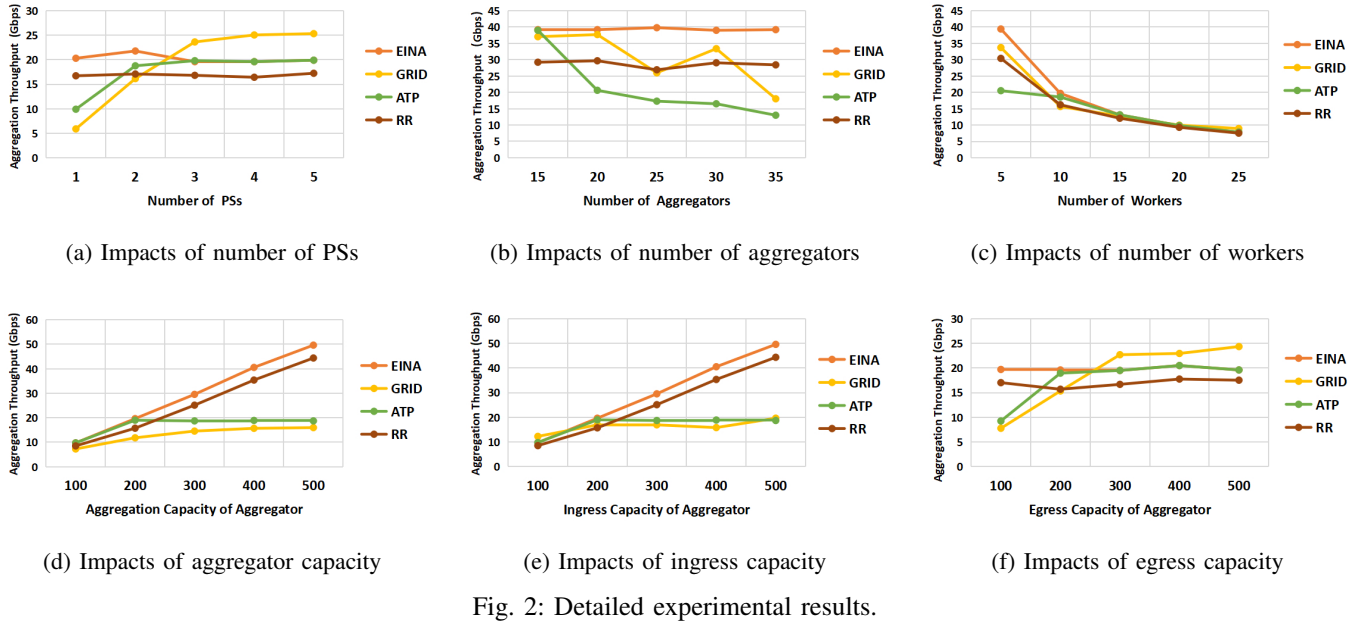 Aggregation Throughput (Gbps)
30
25
20
15
10
5
0
1 2 3 4 5
Number of PSs
EINA
GRID
ATP
RR
(a) Impacts of number of PSs
Aggregation Throughput (Gbps)
45
40
35
30
25
20
15
10
5
0
15 20 25 30 35
Number of Aggregators
EINA
GRID
ATP
RR
(b) Impacts of number of aggregators
Aggregation Throughput (Gbps)
45
40
35
30
25
20
15
10
5
0
5 10 15 20 25
Number of Workers
EINA
GRID
ATP
RR
(c) Impacts of number of workers
Aggregation Throughput (Gbps)
60
50
40
30
20
10
0
100 200 300 400 500
Aggregation Capacity of Aggregator
EINA
GRID
ATP
RR
(d) Impacts of aggregator capacity
Aggregation Throughput (Gbps)
60
50
40
30
20
10
0
100 200 300 400 500
Ingress Capacity of Aggregator
EINA
GRID
ATP
RR
(e) Impacts of ingress capacity
Aggregation Throughput (Gbps)
30
25
20
15
10
5
0
100 200 300 400 500
Egress Capacity of Aggregator
EINA
GRID
ATP
RR
(f) Impacts of egress capacity
Fig. 2: Detailed experimental results.